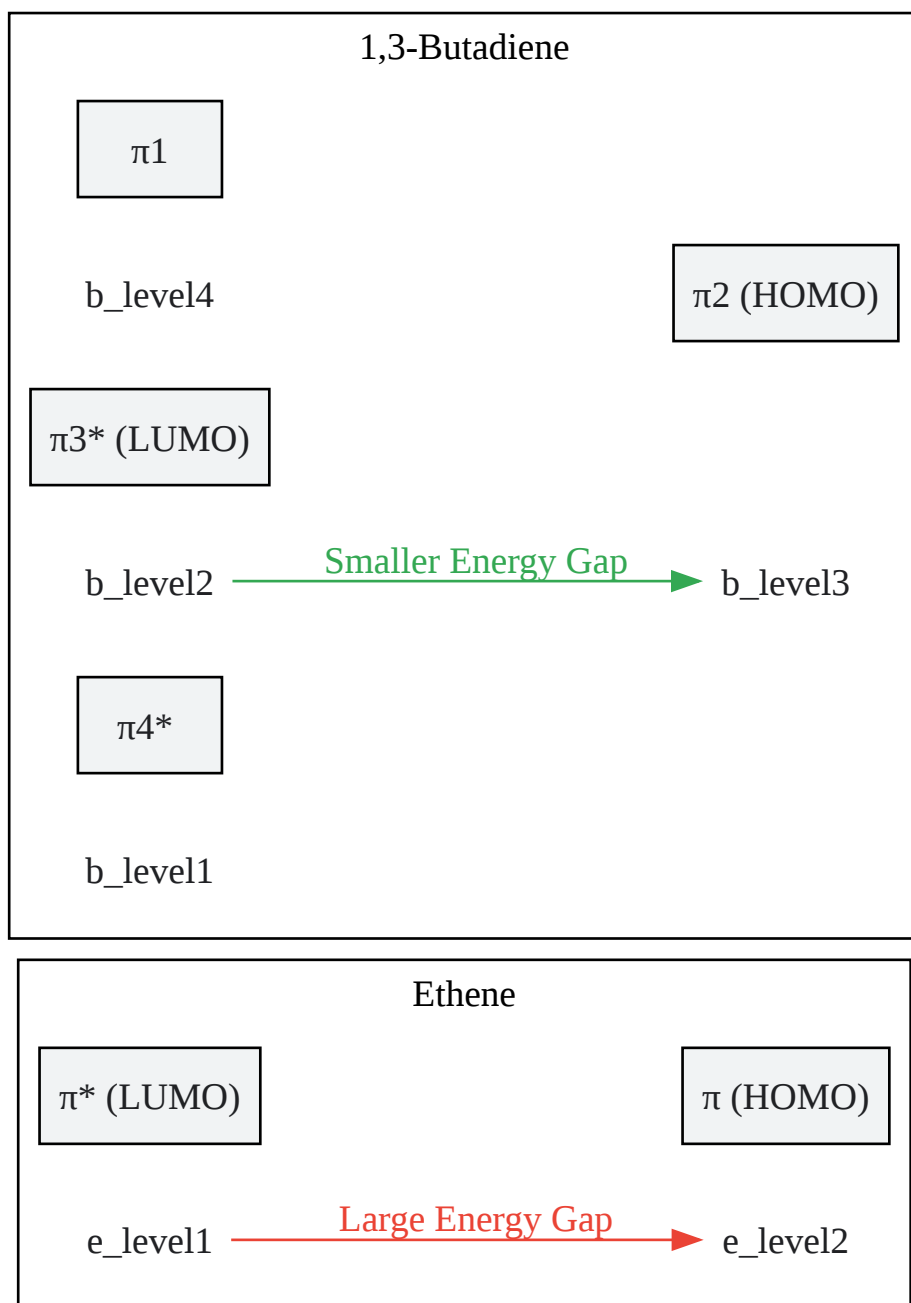 1,3-Butadiene
π1
b_level4
π2 (HOMO)
π3* (LUMO)
Smaller Energy Gap
b_level2
b_level3
π4*
b_level1
Ethene
π* (LUMO)
π (HOMO)
Large Energy Gap
e_level1
e_level2